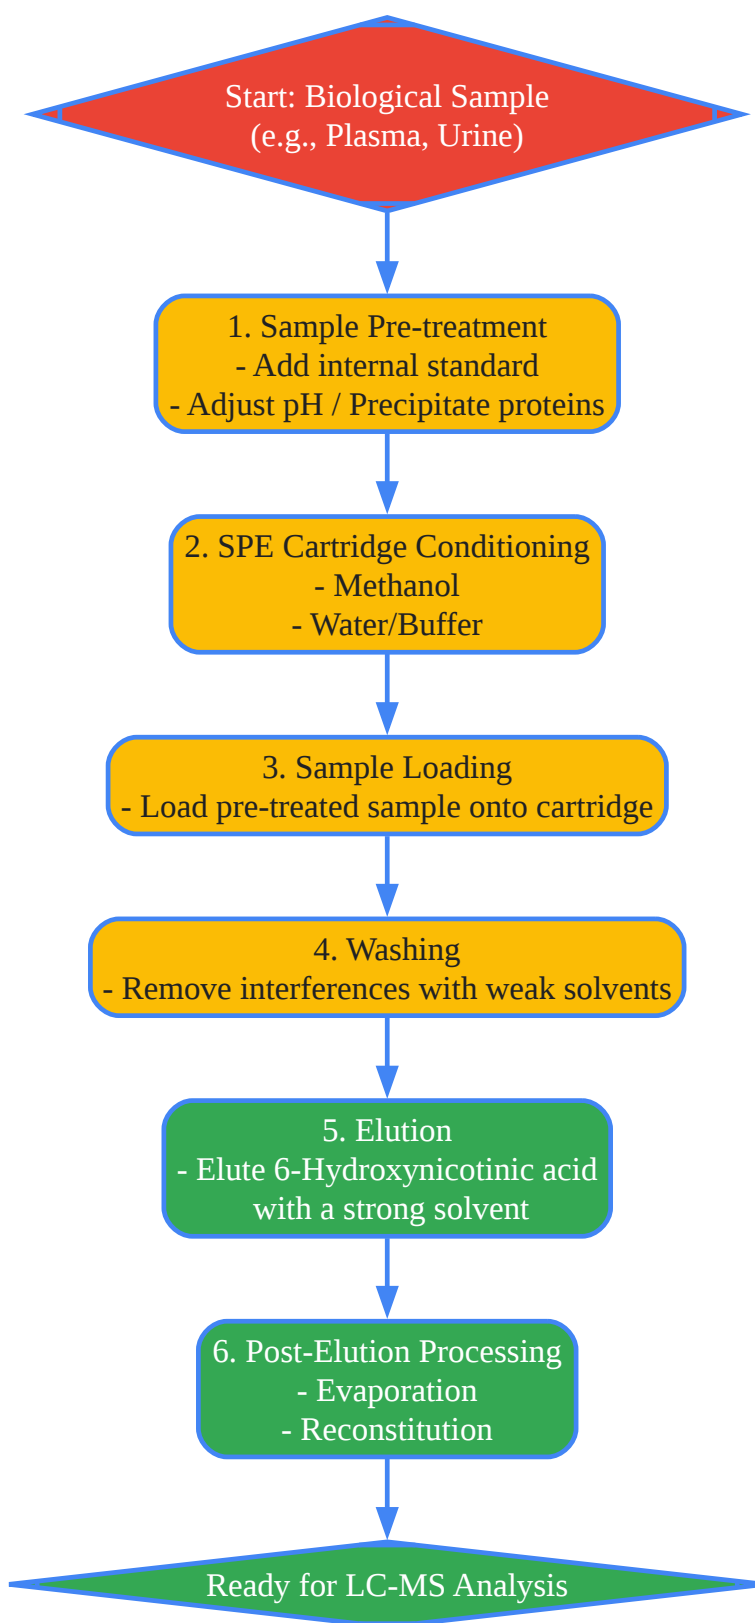 Start: Biological Sample
(e.g., Plasma, Urine)
1. Sample Pre-treatment
- Add internal standard
- Adjust pH / Precipitate proteins
2. SPE Cartridge Conditioning
- Methanol
- Water/Buffer
3. Sample Loading
- Load pre-treated sample onto cartridge
4. Washing
- Remove interferences with weak solvents
5. Elution
- Elute 6-Hydroxynicotinic acid
with a strong solvent
6. Post-Elution Processing
- Evaporation
- Reconstitution
Ready for LC-MS Analysis